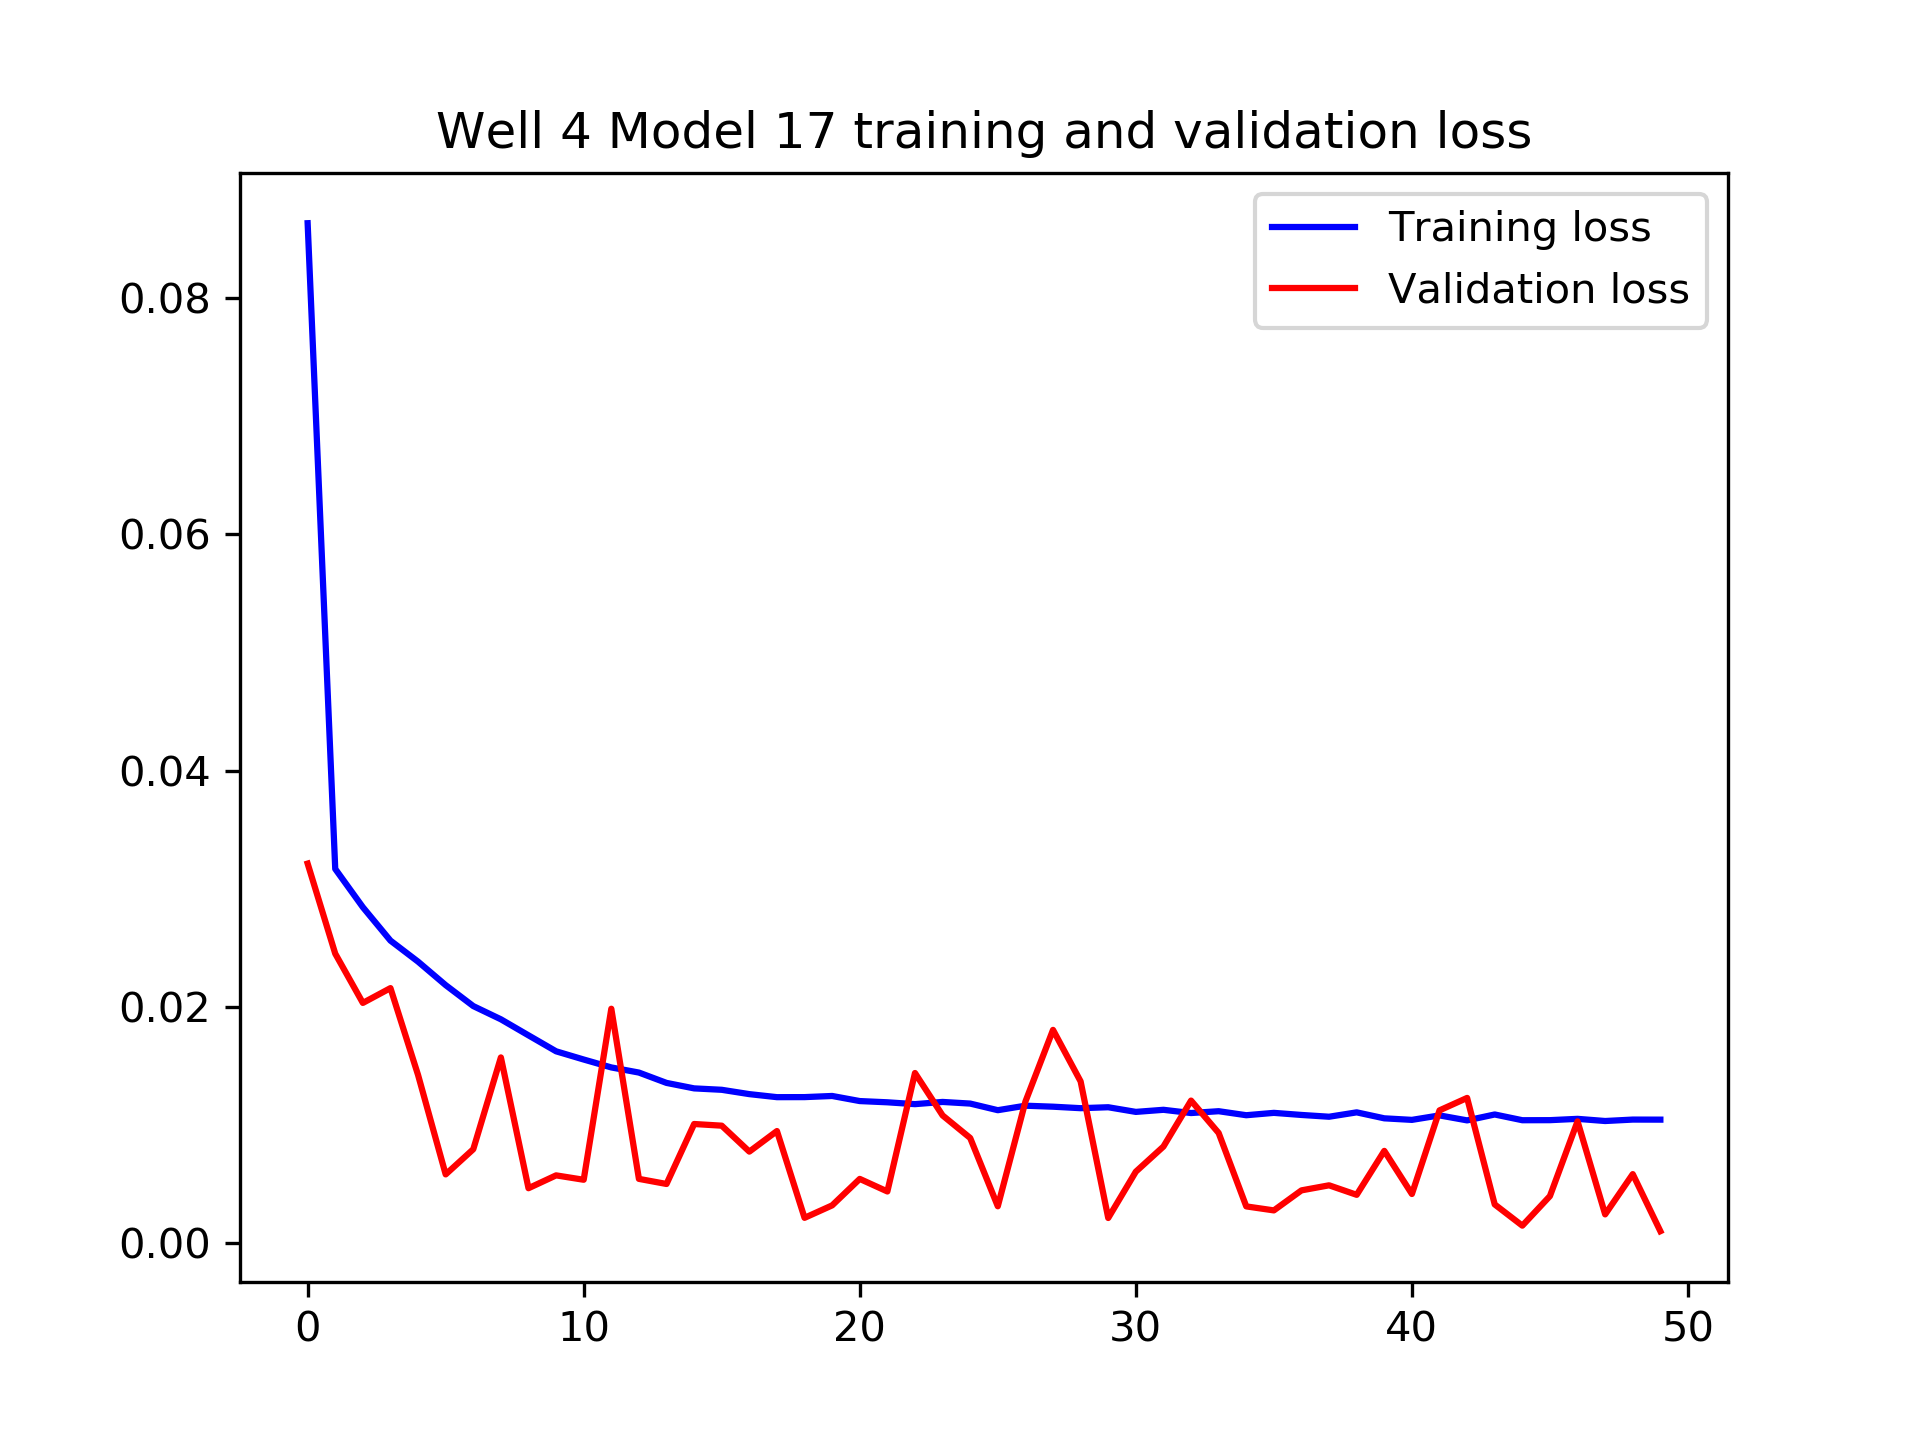 Well 4 Model 17 training and validation loss
Training loss
Validation loss
0.08
0.06
0.04
0.02
0.00
0 10 20 30 40 50